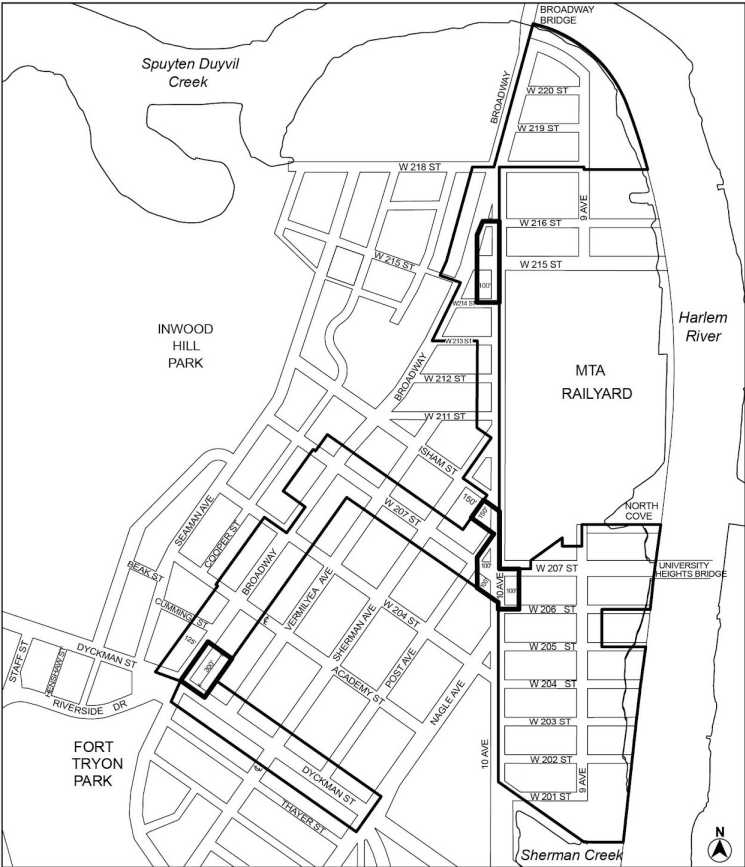 BROADWAY
BRIDGE
Spuyten Duyvil
Creek
BROADWAY
W 220 ST
W 219 ST
W 218 ST
9 AVE
W 216 ST
W 215 ST
W 215 ST
100'
W 214 ST
W 213 ST
Harlem
River
INWOOD
HILL
PARK
MTA
RAILYARD
BROADWAY
W 212 ST
W 211 ST
ISHAM ST
150'
150'
NORTH
COVE
SEAMAN AVE
COOPER ST
W 207 ST
100'
100'
10 AVE
100'
W 207 ST
UNIVERSITY
HEIGHTS BRIDGE
BEAK ST
BROADWAY
VERMILYEA AVE
W 204 ST
W 206 ST
CUMMING ST
SHERMAN AVE
POST AVE
W 205 ST
125'
DYCKMAN ST
300'
ACADEMY ST
NAGLE AVE
STAFF ST
HENSHAW ST
W 204 ST
RIVERSIDE DR
W 203 ST
FORT
TRYON
PARK
10 AVE
W 202 ST
9 AVE
DYCKMAN ST
W 201 ST
THAYER ST
N
Sherman Creek